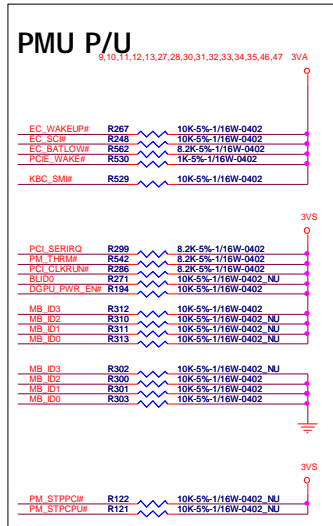 PMU P/U
9,10,11,12,13,27,28,30,31,32,33,34,35,46,47 3VA
EC_WAKEUP# R267 10K-5%-1/16W-0402
EC_SCI# R248 10K-5%-1/16W-0402
EC_BATLOW# R562 8.2K-5%-1/16W-0402
PCIE_WAKE# R530 1K-5%-1/16W-0402
KBC_SMI# R529 10K-5%-1/16W-0402
3VS
PCI_SERIRQ R299 8.2K-5%-1/16W-0402
PM_THRM# R542 8.2K-5%-1/16W-0402
PCI_CLKRUN# R286 8.2K-5%-1/16W-0402
BLID0 R271 10K-5%-1/16W-0402_NU
DGPU_PWR_EN# R194 10K-5%-1/16W-0402
MB_ID3 R312 10K-5%-1/16W-0402
MB_ID2 R310 10K-5%-1/16W-0402_NU
MB_ID1 R311 10K-5%-1/16W-0402_NU
MB_ID0 R313 10K-5%-1/16W-0402_NU
MB_ID3 R302 10K-5%-1/16W-0402_NU
MB_ID2 R300 10K-5%-1/16W-0402
MB_ID1 R301 10K-5%-1/16W-0402
MB_ID0 R303 10K-5%-1/16W-0402
3VS
PM_STPPCI# R122 10K-5%-1/16W-0402_NU
PM_STPCPU# R121 10K-5%-1/16W-0402_NU